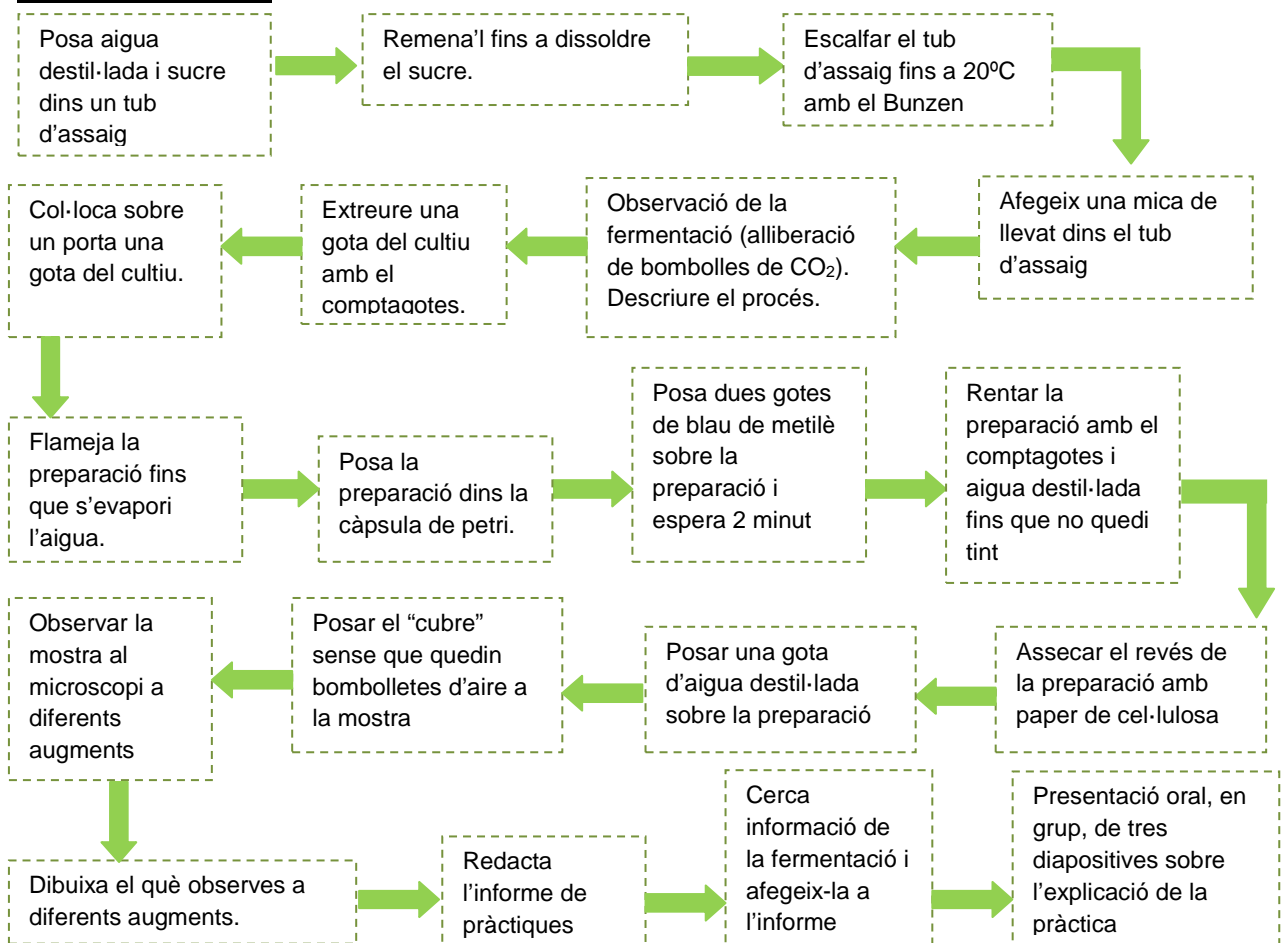 Posa aigua
destil·lada i sucre
dins un tub
d’assaig
Remena’l fins a dissoldre
el sucre.
Escalfar el tub
d’assaig fins a 20ºC
amb el Bunzen
Afegeix una mica de
llevat dins el tub
d’assaig
Observació de la
fermentació (alliberació
de bombolles de CO₂).
Descriure el procés.
Extreure una
gota del cultiu
amb el
comptagotes.
Col·loca sobre
un porta una
gota del cultiu.
Flameja la
preparació fins
que s’evapori
l’aigua.
Posa la
preparació dins la
càpsula de petri.
Posa dues gotes
de blau de metilè
sobre la
preparació i
espera 2 minut
Rentar la
preparació amb el
comptagotes i
aigua destil·lada
fins que no quedi
tint
Assecar el revés de
la preparació amb
paper de cel·lulosa
Posar una gota
d’aigua destil·lada
sobre la preparació
Posar el “cubre”
sense que quedin
bombolletes d’aire a
la mostra
Observar la
mostra al
microscopi a
diferents
augments
Dibuixa el què observes a
diferents augments.
Redacta
l’informe de
pràctiques
Cerca
informació de
la fermentació i
afegeix-la a
l’informe
Presentació oral, en
grup, de tres
diapositives sobre
l’explicació de la
pràctica